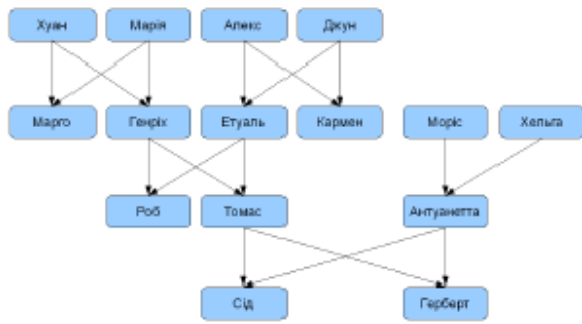 Хуан
Марія
Алекс
Джун
Марго
Генріх
Етуаль
Кармен
Моріс
Хельга
Роб
Томас
Антуанетта
Сід
Герберт